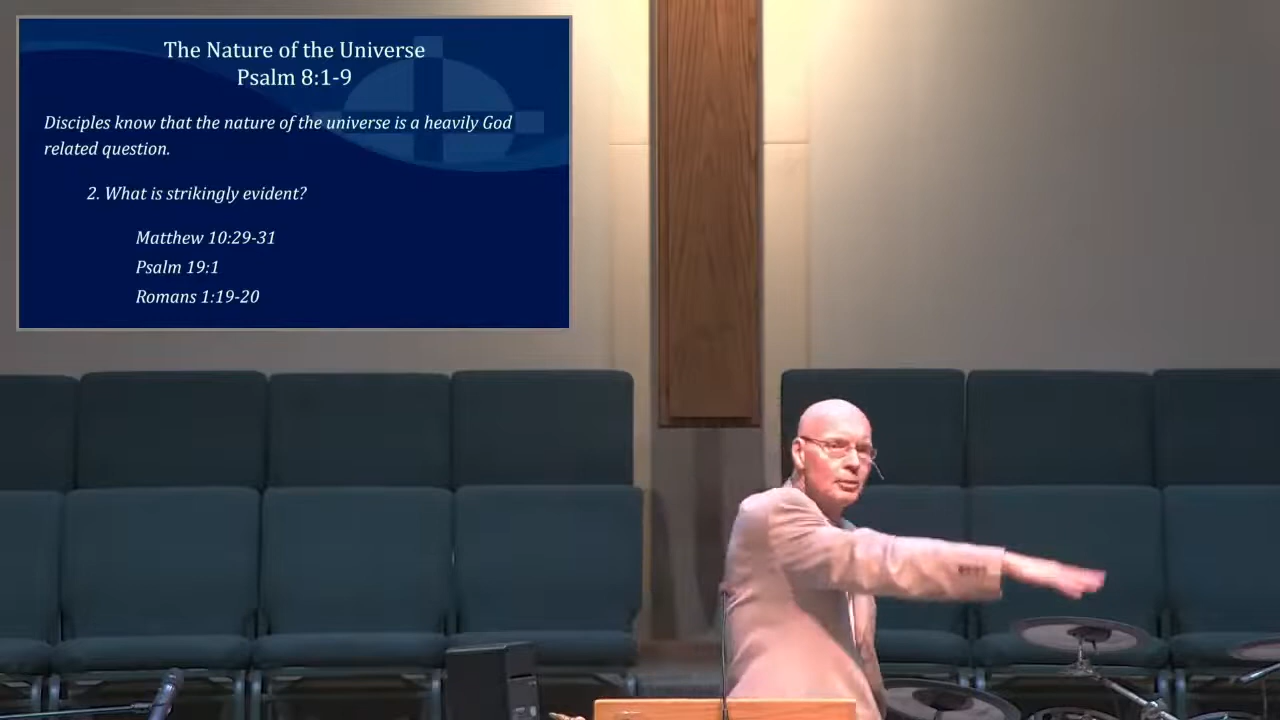 The Nature of the Universe
Psalm 8:1-9
Disciples know that the nature of the universe is a heavily God
related question.
2. What is strikingly evident?
Matthew 10:29-31
Psalm 19:1
Romans 1:19-20